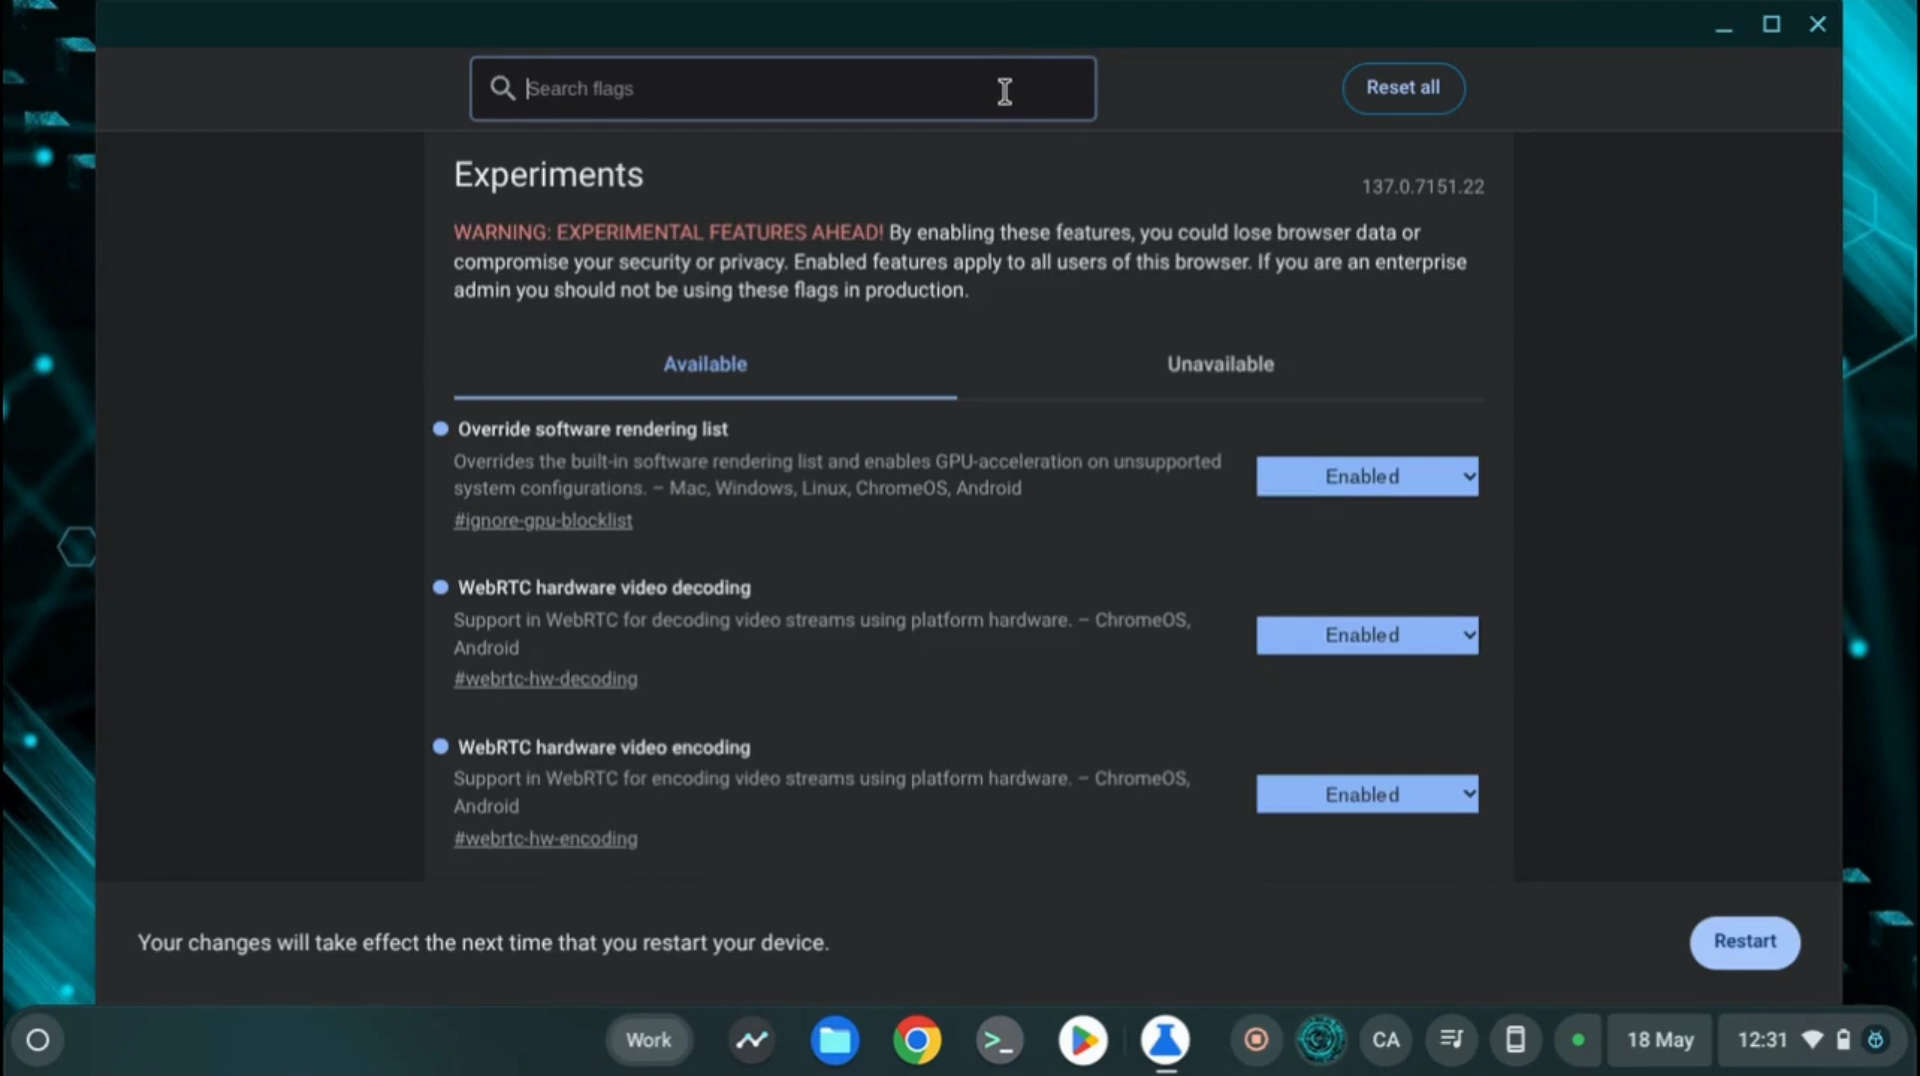 Search flags
Reset all
Experiments
137.0.7151.22
WARNING: EXPERIMENTAL FEATURES AHEAD! By enabling these features, you could lose browser data or
compromise your security or privacy. Enabled features apply to all users of this browser. If you are an enterprise
admin you should not be using these flags in production.
Available
Unavailable
Override software rendering list
Overrides the built-in software rendering list and enables GPU-acceleration on unsupported
system configurations. – Mac, Windows, Linux, ChromeOS, Android
#ignore-gpu-blocklist
Enabled
WebRTC hardware video decoding
Support in WebRTC for decoding video streams using platform hardware. – ChromeOS,
Android
#webrtc-hw-decoding
Enabled
WebRTC hardware video encoding
Support in WebRTC for encoding video streams using platform hardware. – ChromeOS,
Android
#webrtc-hw-encoding
Enabled
Your changes will take effect the next time that you restart your device.
Restart
Work
CA
18 May
12:31